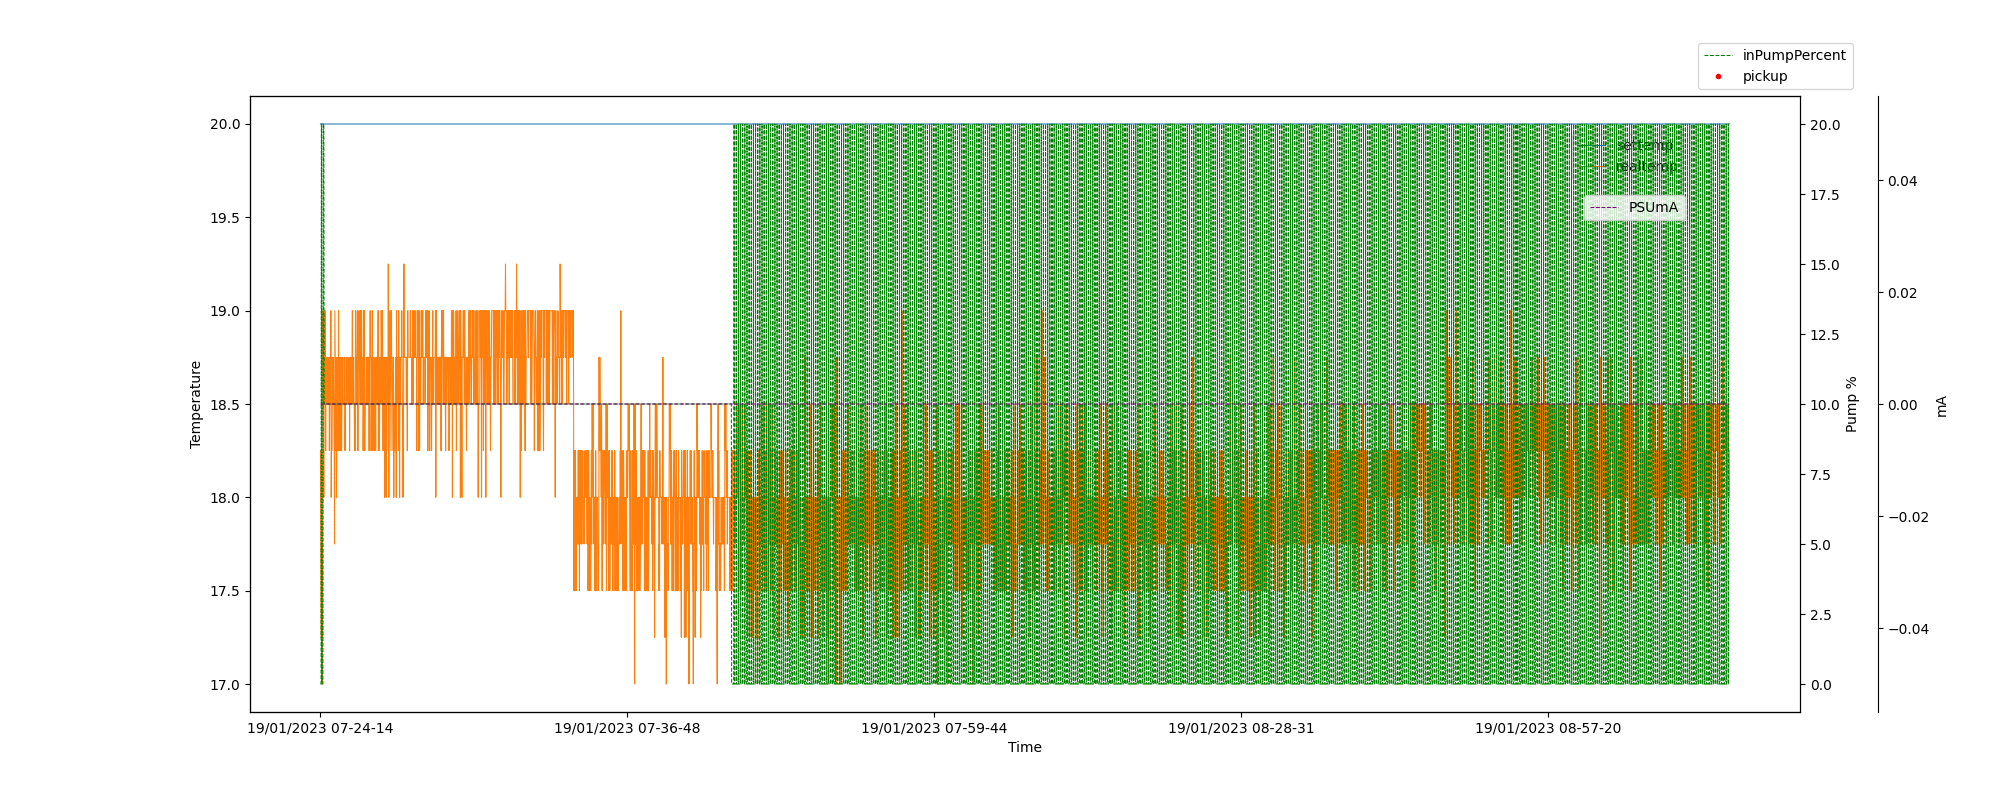 inPumpPercent
pickup
20.0
19.5
19.0
18.5
18.0
17.5
17.0
Temperature
settemp
realtemp
PSUmA
20.0
17.5
15.0
12.5
10.0
7.5
5.0
2.5
0.0
Pump %
0.04
0.02
0.00
−0.02
−0.04
mA
19/01/2023 07-24-14
19/01/2023 07-36-48
19/01/2023 07-59-44
19/01/2023 08-28-31
19/01/2023 08-57-20
Time